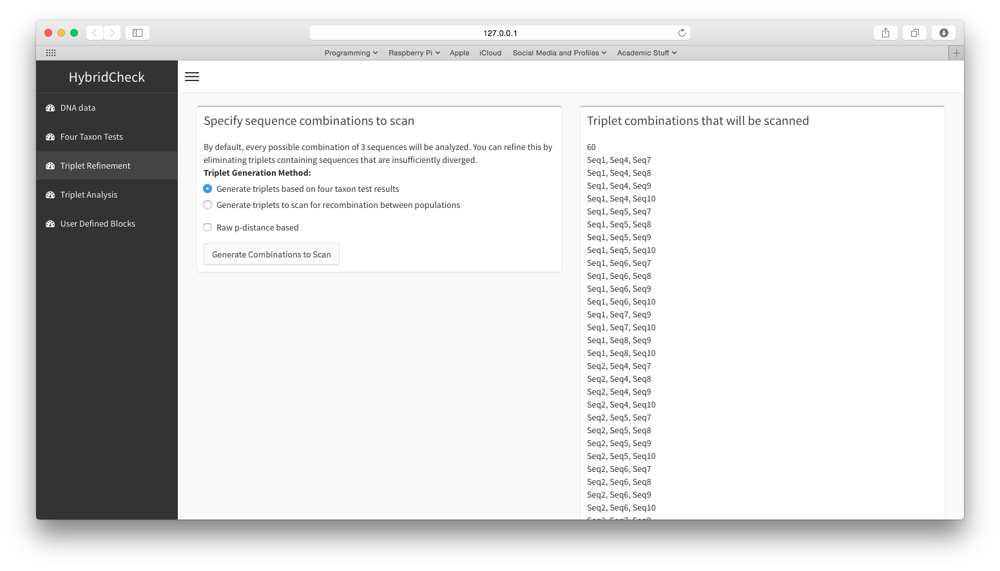 127.0.0.1
Programming Raspberry Pi Apple iCloud Social Media and Profiles Academic Stuff
HybridCheck
DNA data
Four Taxon Tests
Triplet Refinement
Triplet Analysis
User Defined Blocks
Specify sequence combinations to scan
By default, every possible combination of 3 sequences will be analyzed. You can refine this by
eliminating triplets containing sequences that are insufficiently diverged.
Triplet Generation Method:
Generate triplets based on four taxon test results
Generate triplets to scan for recombination between populations
Raw p-distance based
Generate Combinations to Scan
Triplet combinations that will be scanned
60
Seq1, Seq4, Seq7
Seq1, Seq4, Seq8
Seq1, Seq4, Seq9
Seq1, Seq4, Seq10
Seq1, Seq5, Seq7
Seq1, Seq5, Seq8
Seq1, Seq5, Seq9
Seq1, Seq5, Seq10
Seq1, Seq6, Seq7
Seq1, Seq6, Seq8
Seq1, Seq6, Seq9
Seq1, Seq6, Seq10
Seq1, Seq7, Seq9
Seq1, Seq7, Seq10
Seq1, Seq8, Seq9
Seq1, Seq8, Seq10
Seq2, Seq4, Seq7
Seq2, Seq4, Seq8
Seq2, Seq4, Seq9
Seq2, Seq4, Seq10
Seq2, Seq5, Seq7
Seq2, Seq5, Seq8
Seq2, Seq5, Seq9
Seq2, Seq5, Seq10
Seq2, Seq6, Seq7
Seq2, Seq6, Seq8
Seq2, Seq6, Seq9
Seq2, Seq6, Seq10